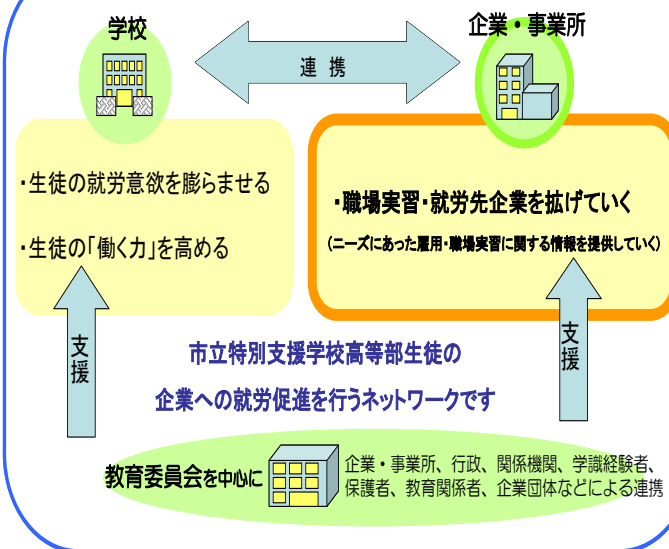 学校
企業・事業所
連 携
・生徒の就労意欲を膨らませる
・生徒の「働く力」を高める
・職場実習・就労先企業を拡げていく
(ニーズにあった雇用・職場実習に関する情報を提供していく)
支援
支援
市立特別支援学校高等部生徒の
企業への就労促進を行うネットワークです
教育委員会を中心に
企業・事業所、行政、関係機関、学識経験者、
保護者、教育関係者、企業団体などによる連携